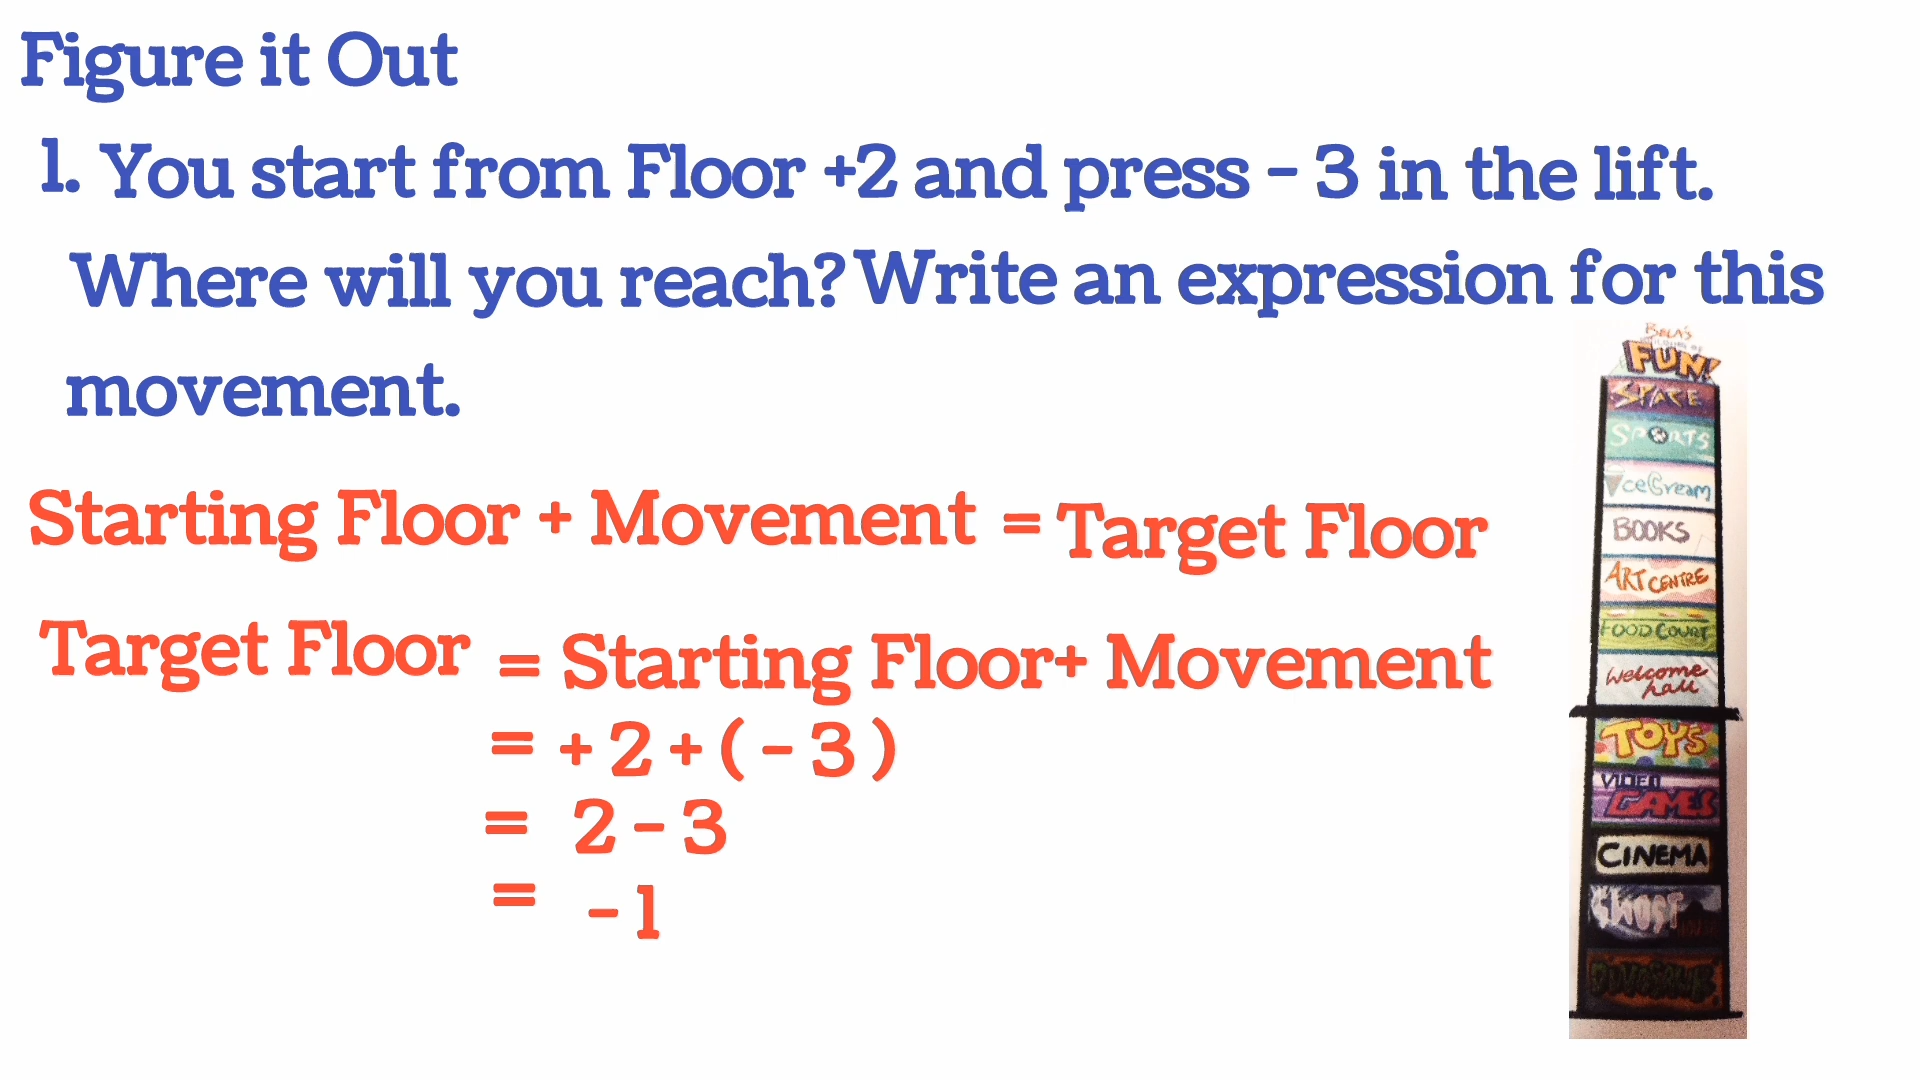 Figure it Out
1. You start from Floor +2 and press - 3 in the lift.
Where will you reach? Write an expression for this
movement.
Starting Floor + Movement = Target Floor
Target Floor = Starting Floor+ Movement
= + 2 + ( - 3 )
= 2 - 3
= - 1
BELA'S
FUN!
SPACE
SPORTS
IceCream
BOOKS
ART CENTRE
FOOD COURT
Welcome
hall
TOYS
VIDEO
GAMES
CINEMA
GHOST